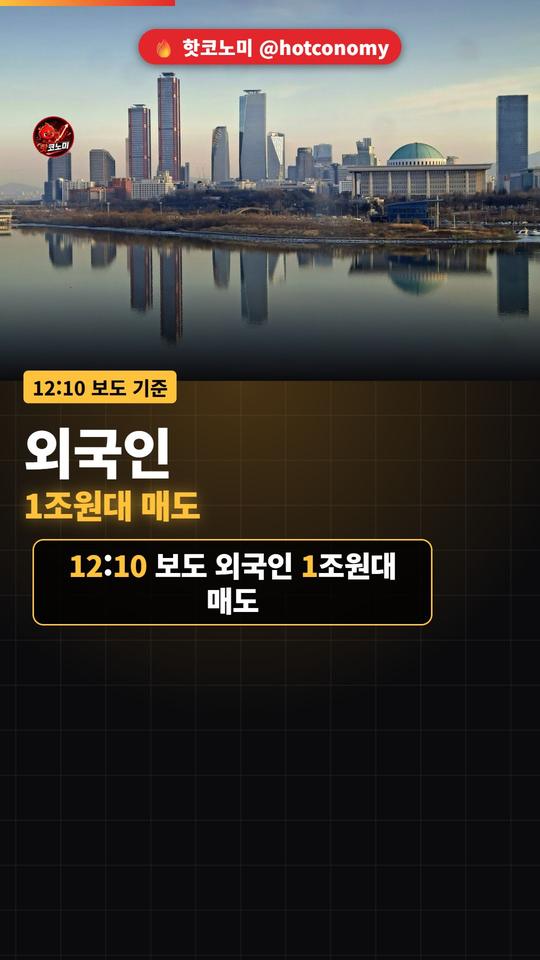 핫코노미 @hotconomy
핫코노미
12:10 보도 기준
외국인
1조원대 매도
12:10 보도 외국인 1조원대
매도